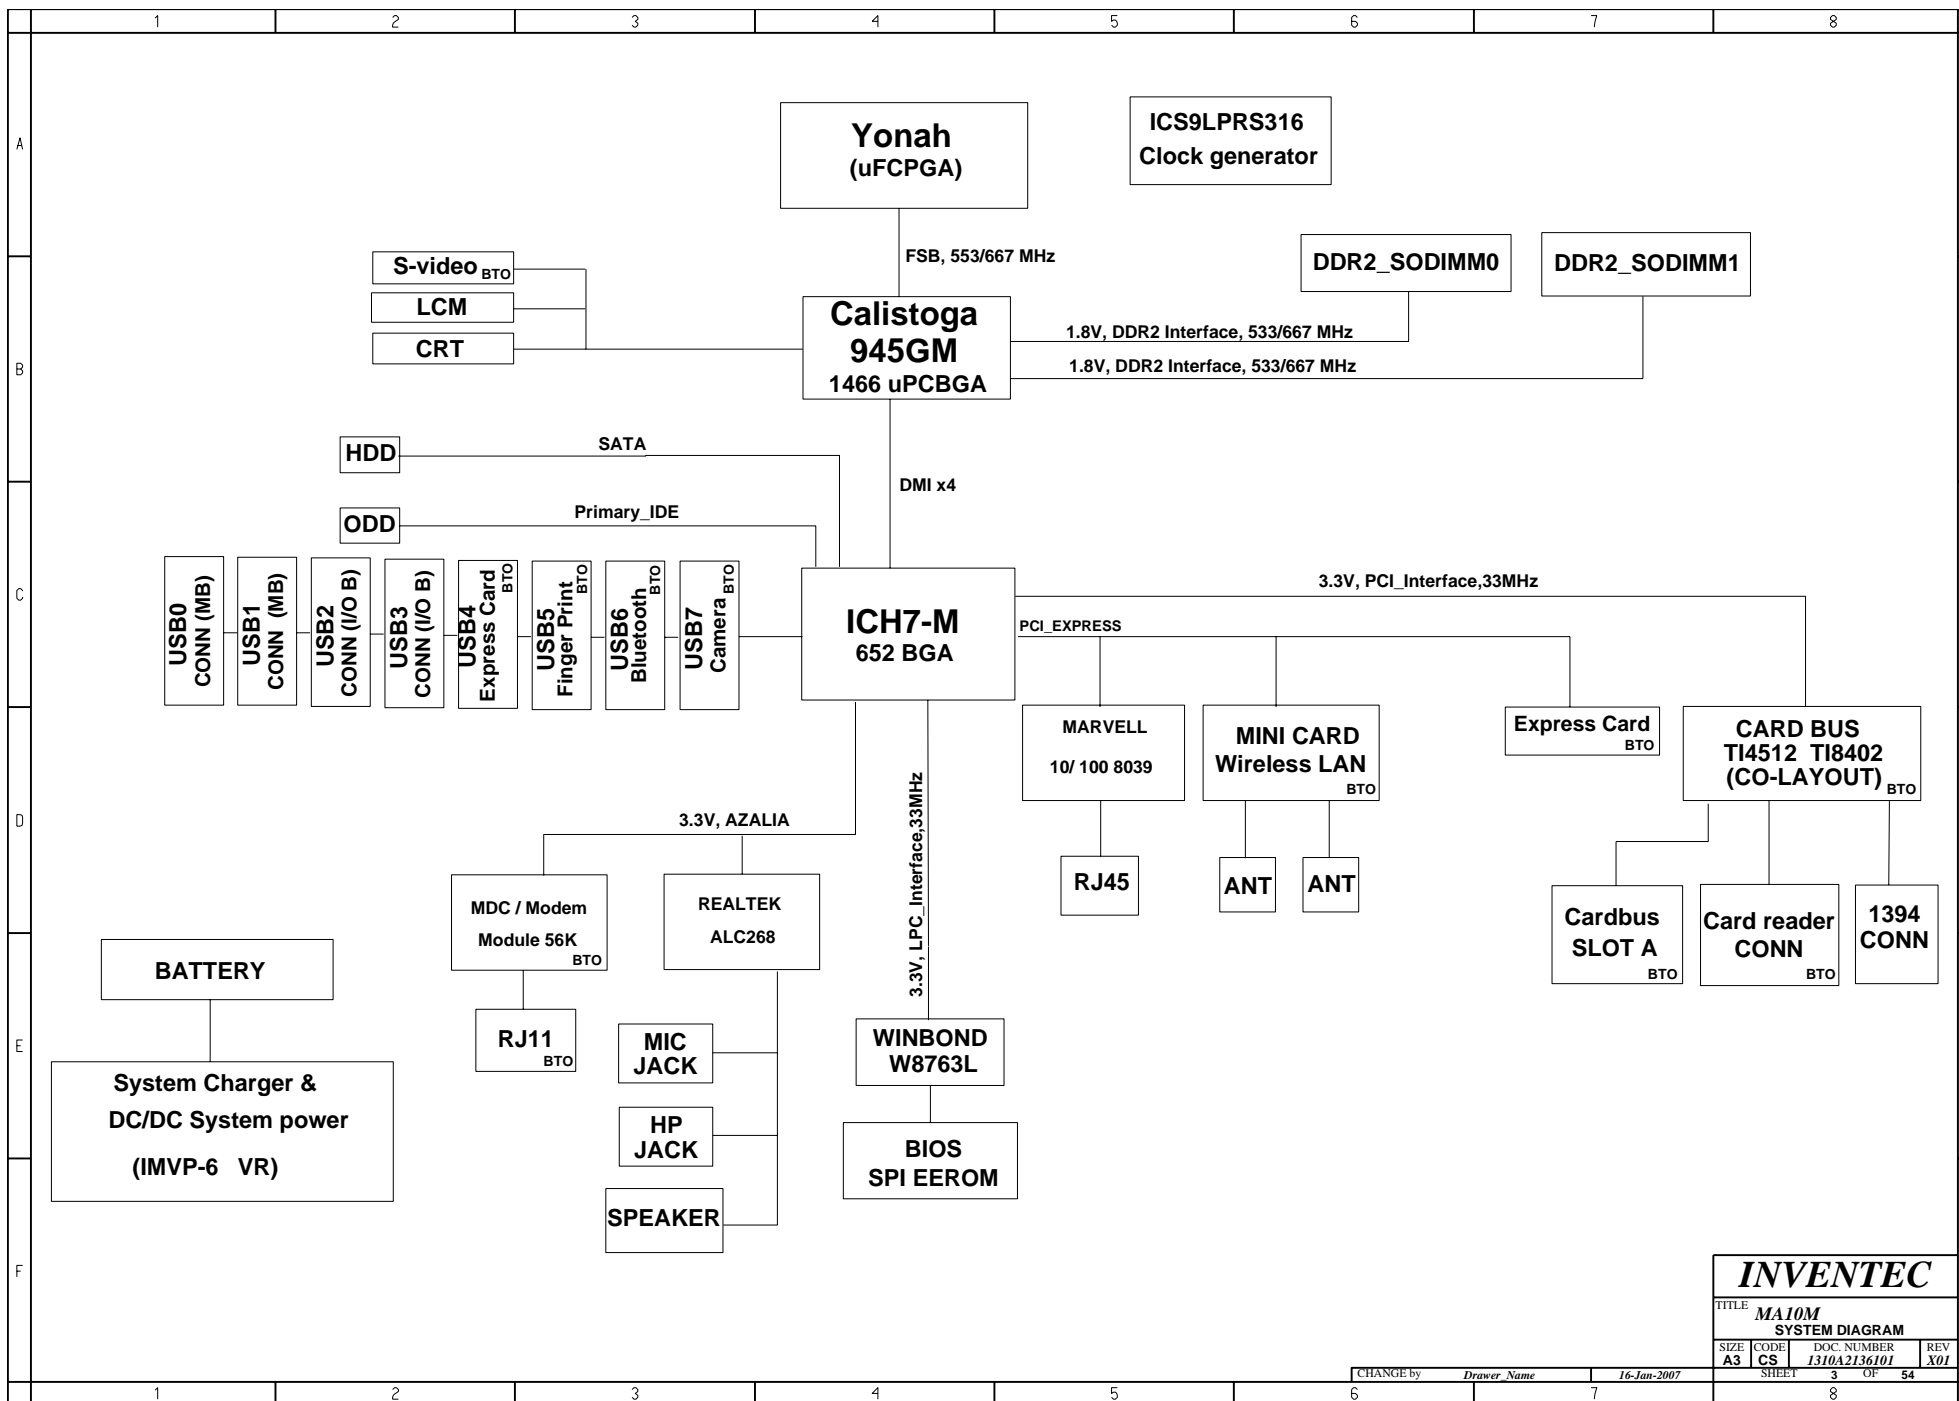 1 2 3 4 5 6 7 8
A
B
C
D
E
F
Yonah
(uFCPGA)
ICS9LPRS316
Clock generator
FSB, 553/667 MHz
S-video BTO
LCM
CRT
Calistoga
945GM
1466 uPCBGA
DDR2_SODIMM0
DDR2_SODIMM1
1.8V, DDR2 Interface, 533/667 MHz
1.8V, DDR2 Interface, 533/667 MHz
HDD
SATA
DMI x4
ODD
Primary_IDE
USB0
CONN (MB)
USB1
CONN (MB)
USB2
CONN (I/O B)
USB3
CONN (I/O B)
USB4
Express Card
BTO
USB5
Finger Print
BTO
USB6
Bluetooth
BTO
USB7
Camera
BTO
ICH7-M
652 BGA
3.3V, PCI_Interface,33MHz
PCI_EXPRESS
MARVELL
10/ 100 8039
MINI CARD
Wireless LAN
BTO
Express Card
BTO
CARD BUS
TI4512 TI8402
(CO-LAYOUT)
BTO
3.3V, AZALIA
3.3V, LPC_Interface,33MHz
RJ45
ANT
ANT
Cardbus
SLOT A
BTO
Card reader
CONN
BTO
1394
CONN
MDC / Modem
Module 56K
BTO
REALTEK
ALC268
BATTERY
RJ11
BTO
MIC
JACK
WINBOND
W8763L
System Charger &
DC/DC System power
(IMVP-6 VR)
HP
JACK
BIOS
SPI EEROM
SPEAKER
INVENTEC
TITLE
MA10M
SYSTEM DIAGRAM
SIZE CODE DOC. NUMBER REV
A3 CS 1310A2136101 X01
CHANGE by Drawer_Name 16-Jan-2007 SHEET 3 OF 54
1 2 3 4 5 6 7 8